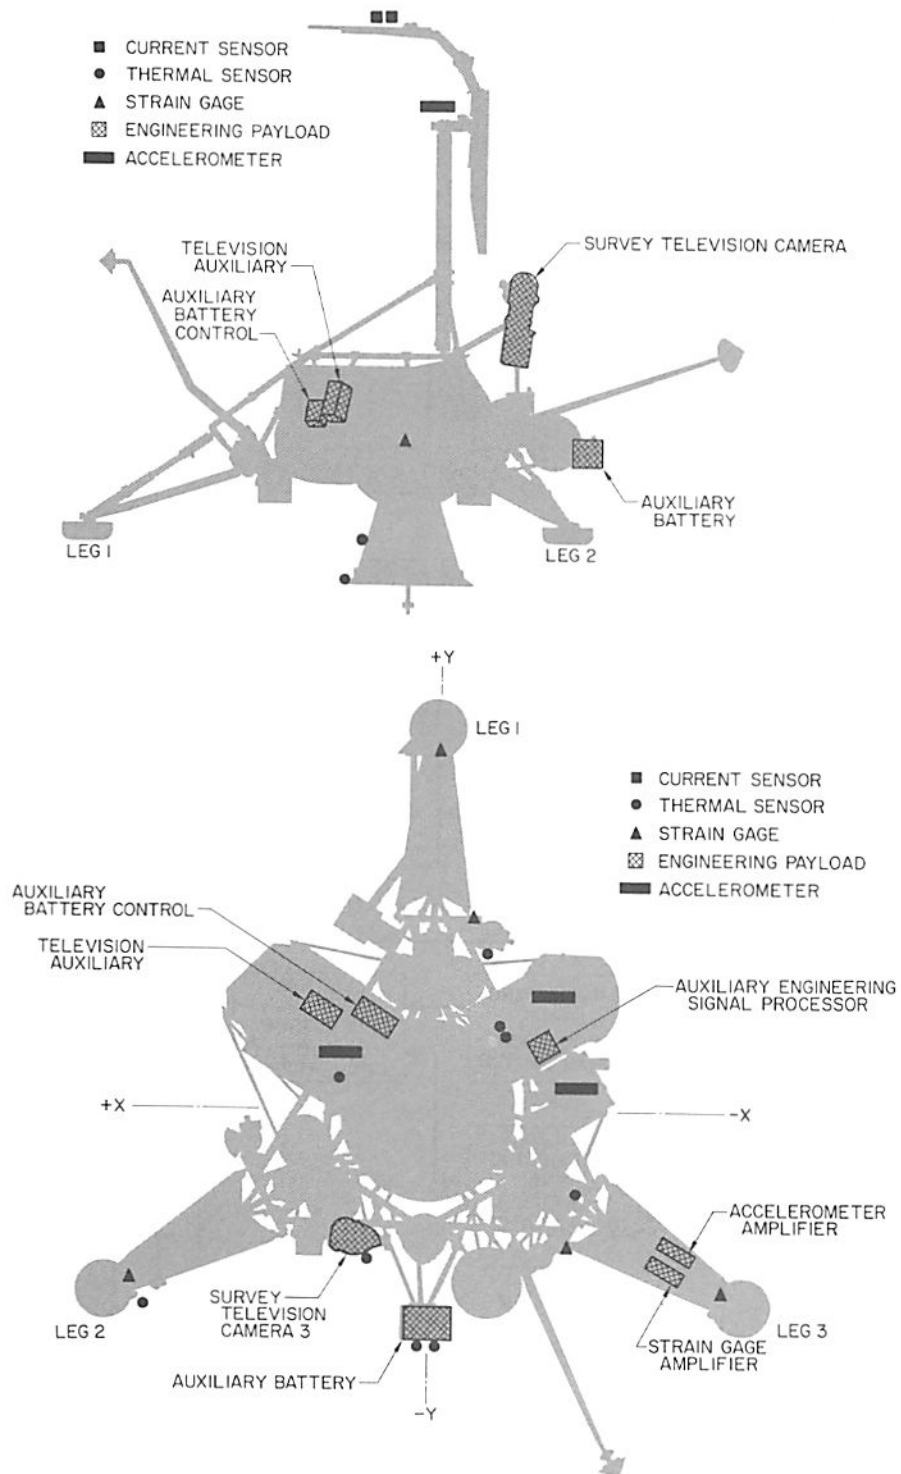 CURRENT SENSOR
THERMAL SENSOR
STRAIN GAGE
ENGINEERING PAYLOAD
ACCELEROMETER
TELEVISION
AUXILIARY
SURVEY TELEVISION CAMERA
AUXILIARY
BATTERY
CONTROL
AUXILIARY
BATTERY
LEG 1
LEG 2
+Y
LEG 1
CURRENT SENSOR
THERMAL SENSOR
STRAIN GAGE
ENGINEERING PAYLOAD
ACCELEROMETER
AUXILIARY
BATTERY CONTROL
TELEVISION
AUXILIARY
AUXILIARY ENGINEERING
SIGNAL PROCESSOR
+X
-X
ACCELEROMETER
AMPLIFIER
SURVEY
TELEVISION
CAMERA 3
LEG 2
LEG 3
STRAIN GAGE
AMPLIFIER
AUXILIARY BATTERY
-Y